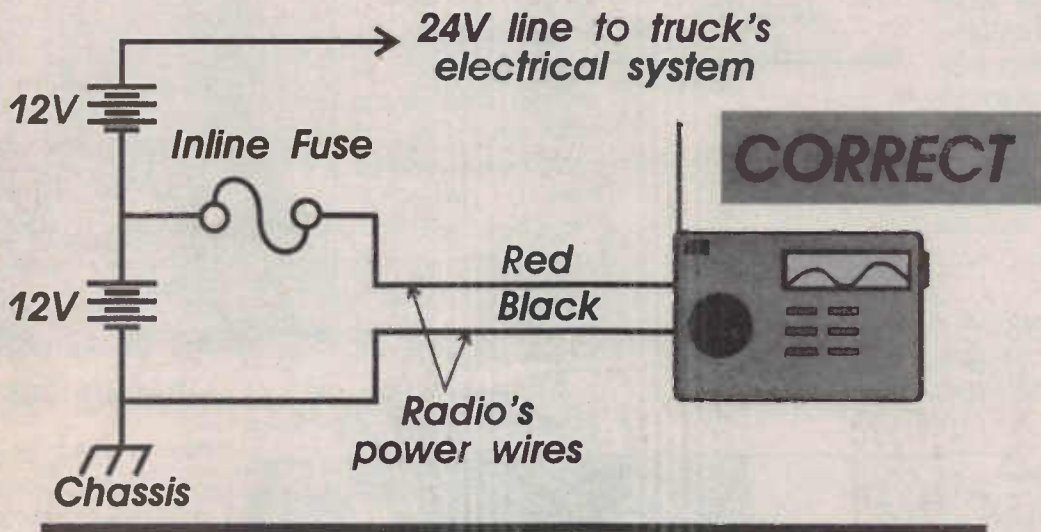 24V line to truck's
electrical system
12V
Inline Fuse
CORRECT
Red
12V
Black
Radio's
power wires
Chassis